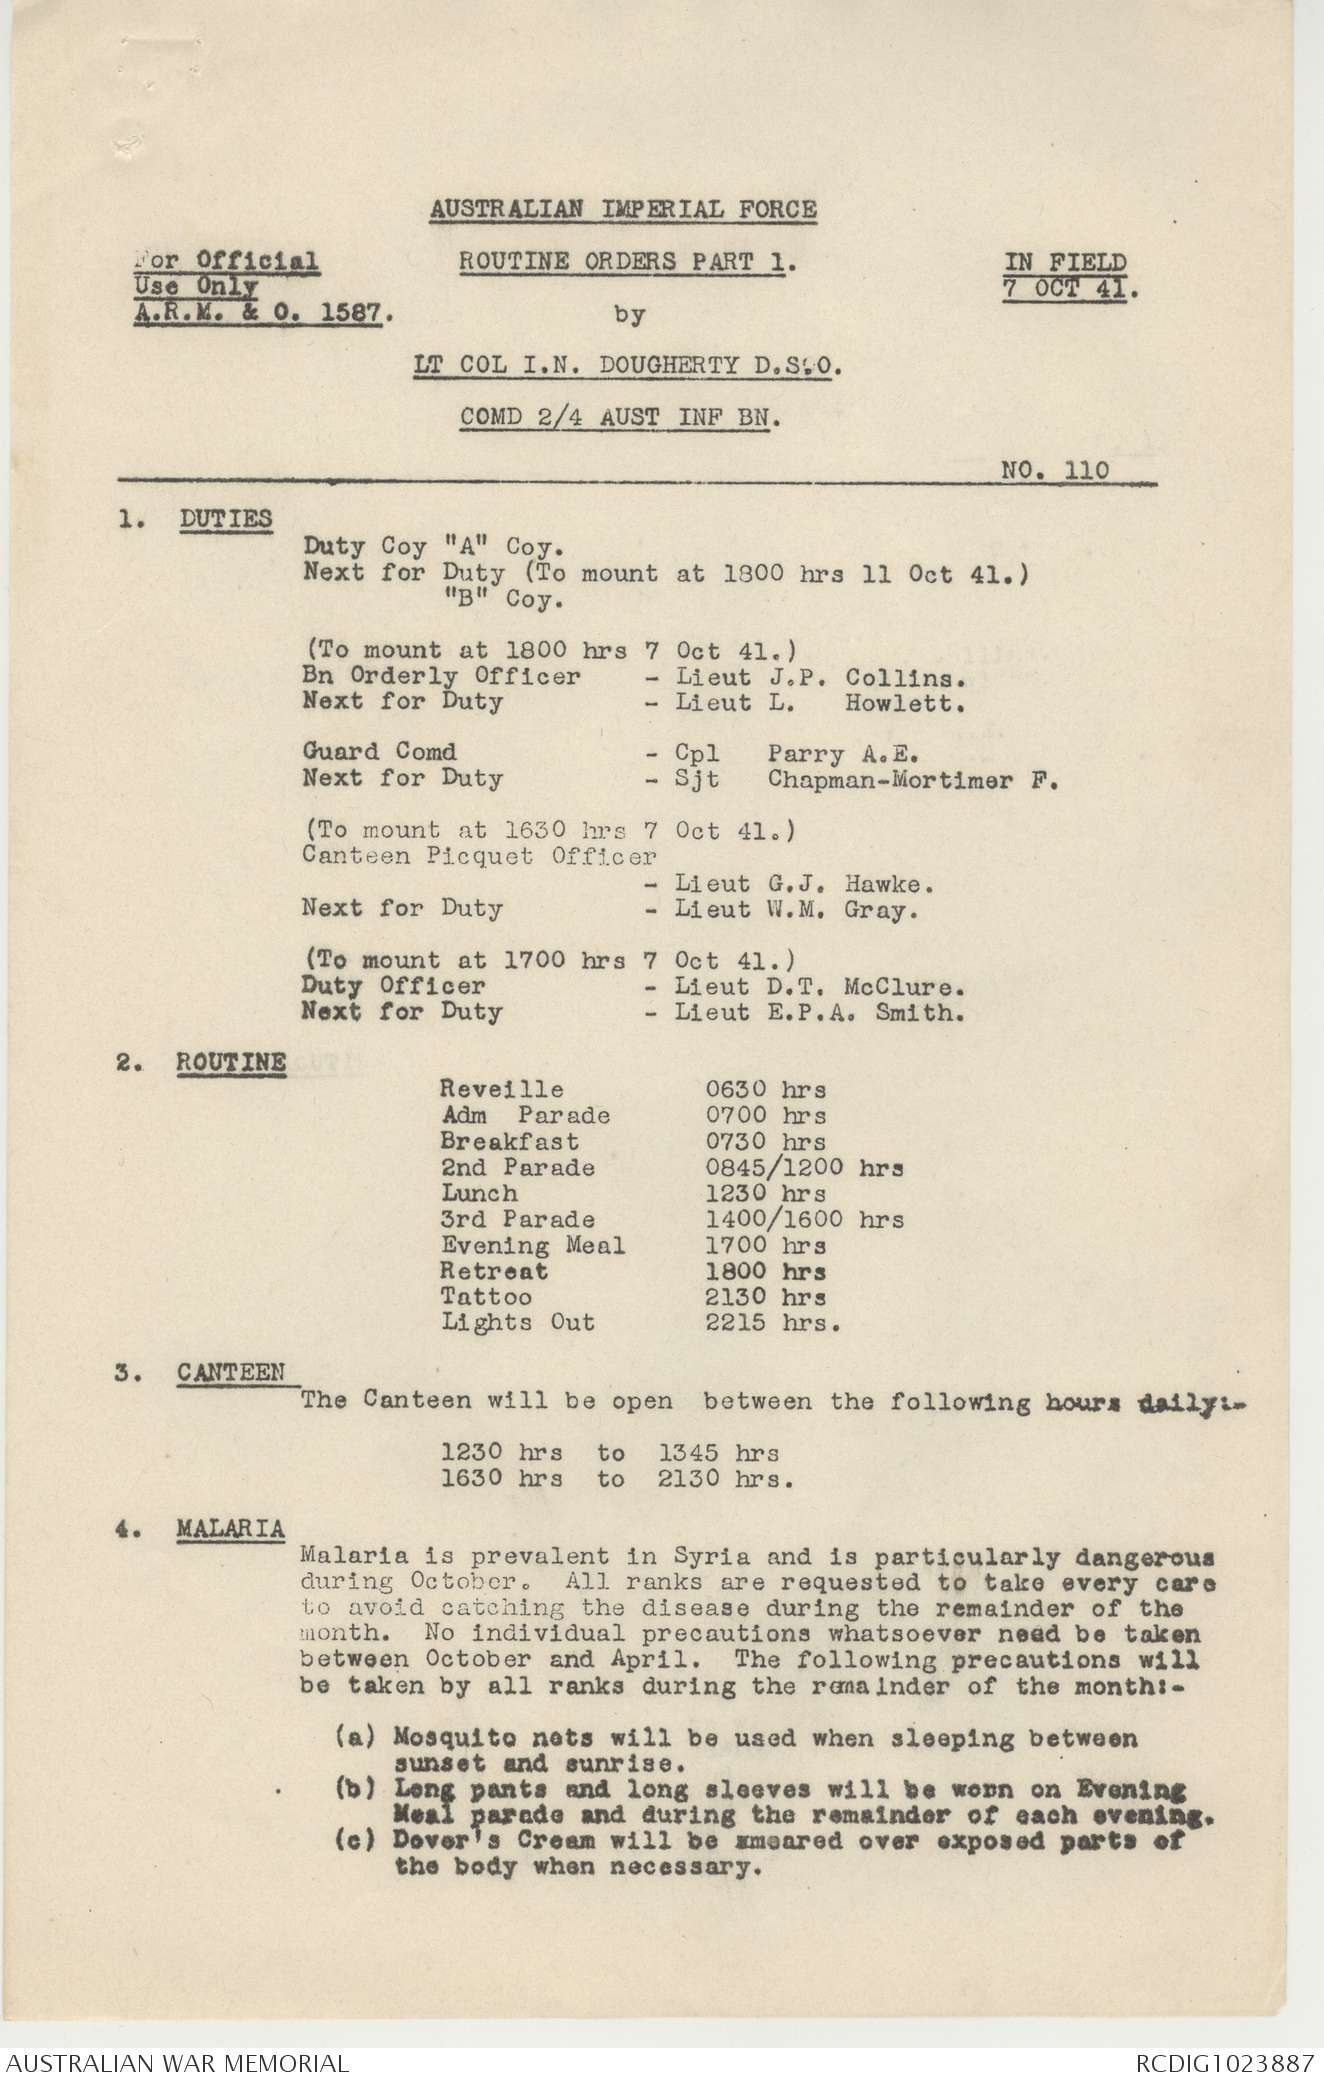 AUSTRALIAN IMPERIAL FORCE
For Official ROUTINE ORDERS PART 1. IN FIELD
Use Only 7 OCT 41.
A.R.M. & O. 1587. by
LT COL I.N. DOUGHERTY D.S.O.
COMD 2/4 AUST INF BN.
NO. 110
1. DUTIES
Duty Coy "A" Coy.
Next for Duty (To mount at 1800 hrs 11 Oct 41.)
"B" Coy.
(To mount at 1800 hrs 7 Oct 41.)
Bn Orderly Officer - Lieut J.P. Collins.
Next for Duty - Lieut L. Howlett.
Guard Comd - Cpl Parry A.E.
Next for Duty - Sjt Chapman-Mortimer F.
(To mount at 1630 hrs 7 Oct 41.)
Canteen Picquet Officer
- Lieut G.J. Hawke.
Next for Duty - Lieut W.M. Gray.
(To mount at 1700 hrs 7 Oct 41.)
Duty Officer - Lieut D.T. McClure.
Next for Duty - Lieut E.P.A. Smith.
2. ROUTINE
Reveille 0630 hrs
Adm Parade 0700 hrs
Breakfast 0730 hrs
2nd Parade 0845/1200 hrs
Lunch 1230 hrs
3rd Parade 1400/1600 hrs
Evening Meal 1700 hrs
Retreat 1800 hrs
Tattoo 2130 hrs
Lights Out 2215 hrs.
3. CANTEEN
The Canteen will be open between the following hours daily:-
1230 hrs to 1345 hrs
1630 hrs to 2130 hrs.
4. MALARIA
Malaria is prevalent in Syria and is particularly dangerous
during October. All ranks are requested to take every care
to avoid catching the disease during the remainder of the
month. No individual precautions whatsoever need be taken
between October and April. The following precautions will
be taken by all ranks during the remainder of the month:-
(a) Mosquito nets will be used when sleeping between
sunset and sunrise.
(b) Long pants and long sleeves will be worn on Evening
Meal parade and during the remainder of each evening.
(c) Dover's Cream will be smeared over exposed parts of
the body when necessary.
AUSTRALIAN WAR MEMORIAL RCDIG1023887